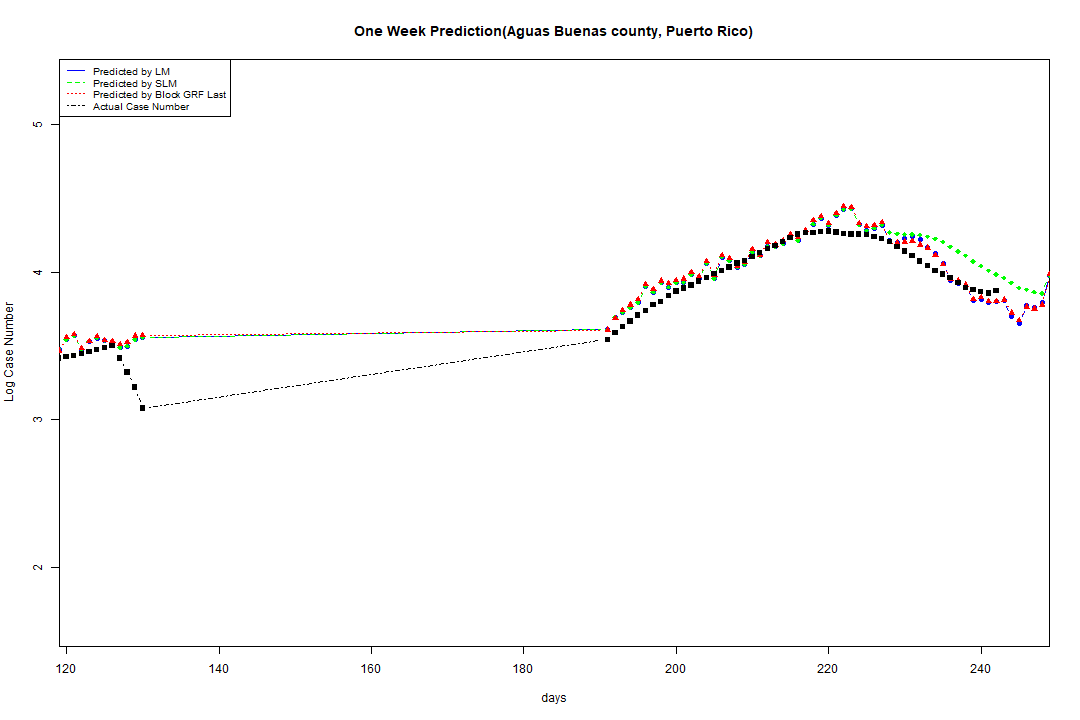 One Week Prediction(Aguas Buenas county, Puerto Rico)
Predicted by LM
Predicted by SLM
Predicted by Block GRF Last
Actual Case Number
5
4
3
2
Log Case Number
120 140 160 180 200 220 240
days